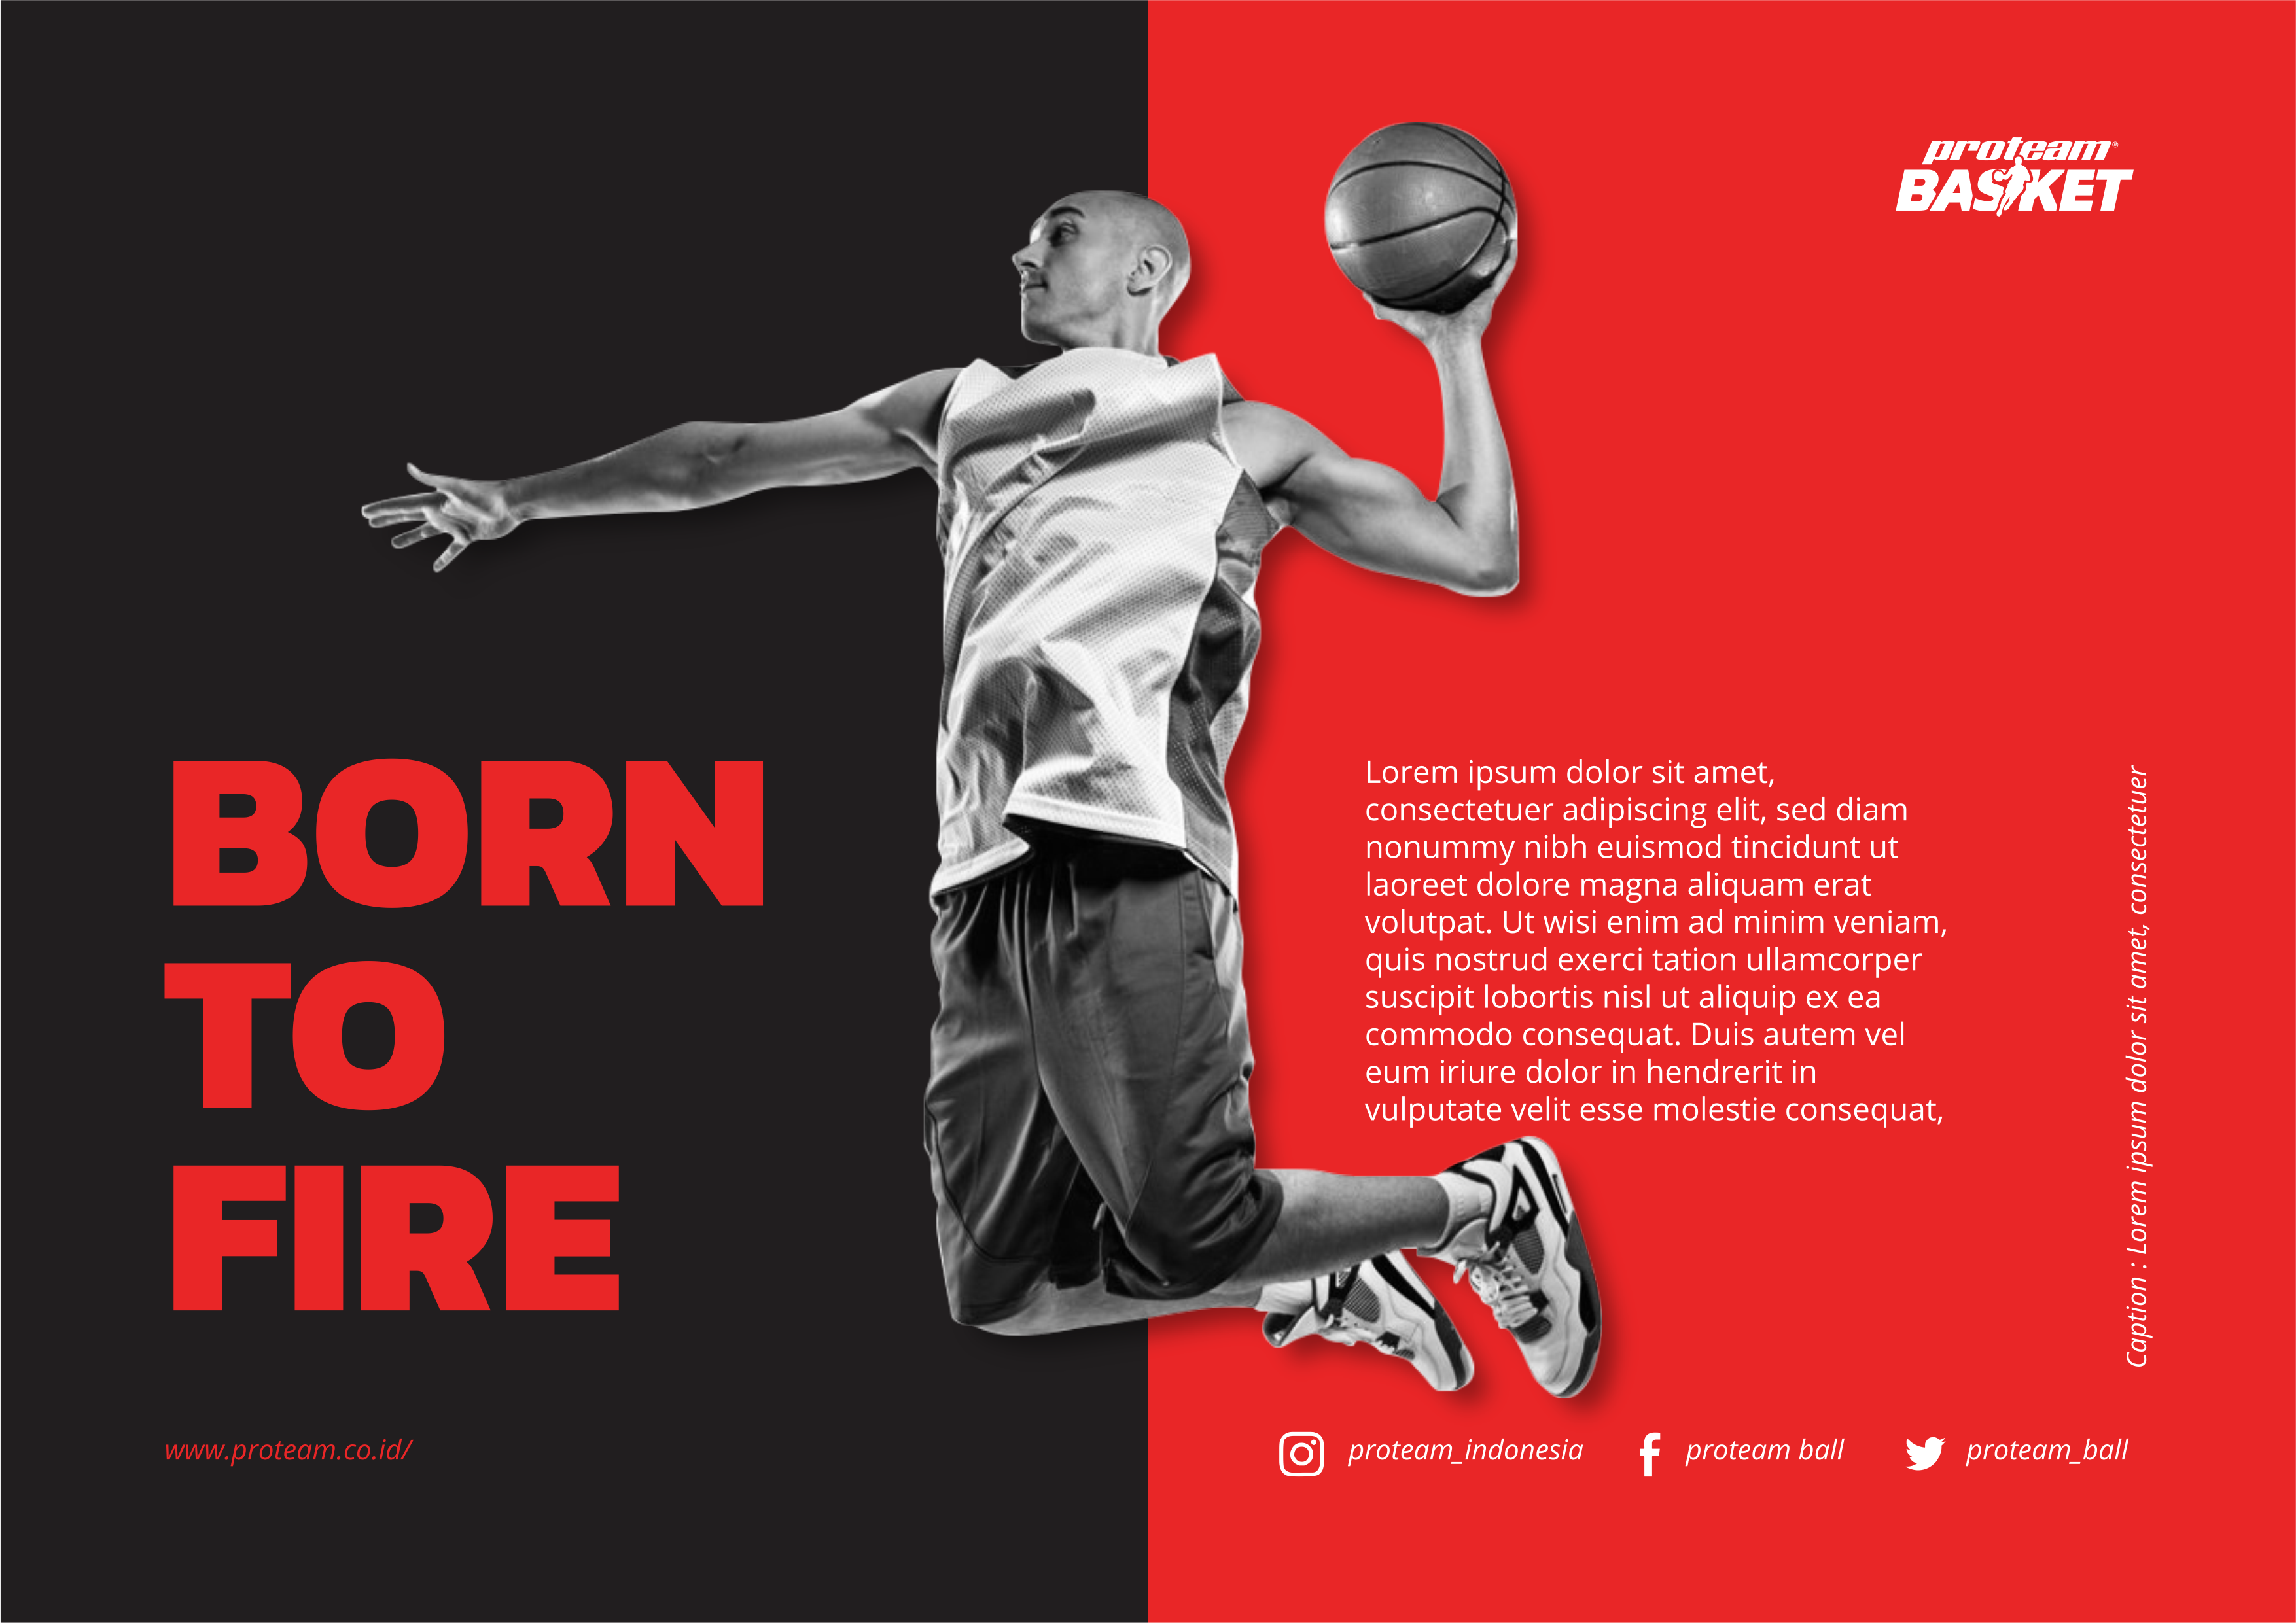 proteam®
BASKET
BORN
TO
FIRE
Lorem ipsum dolor sit amet,
consectetuer adipiscing elit, sed diam
nonummy nibh euismod tincidunt ut
laoreet dolore magna aliquam erat
volutpat. Ut wisi enim ad minim veniam,
quis nostrud exerci tation ullamcorper
suscipit lobortis nisl ut aliquip ex ea
commodo consequat. Duis autem vel
eum iriure dolor in hendrerit in
vulputate velit esse molestie consequat,
Caption : Lorem ipsum dolor sit amet, consectetuer
www.proteam.co.id/
proteam_indonesia
proteam ball
proteam_ball